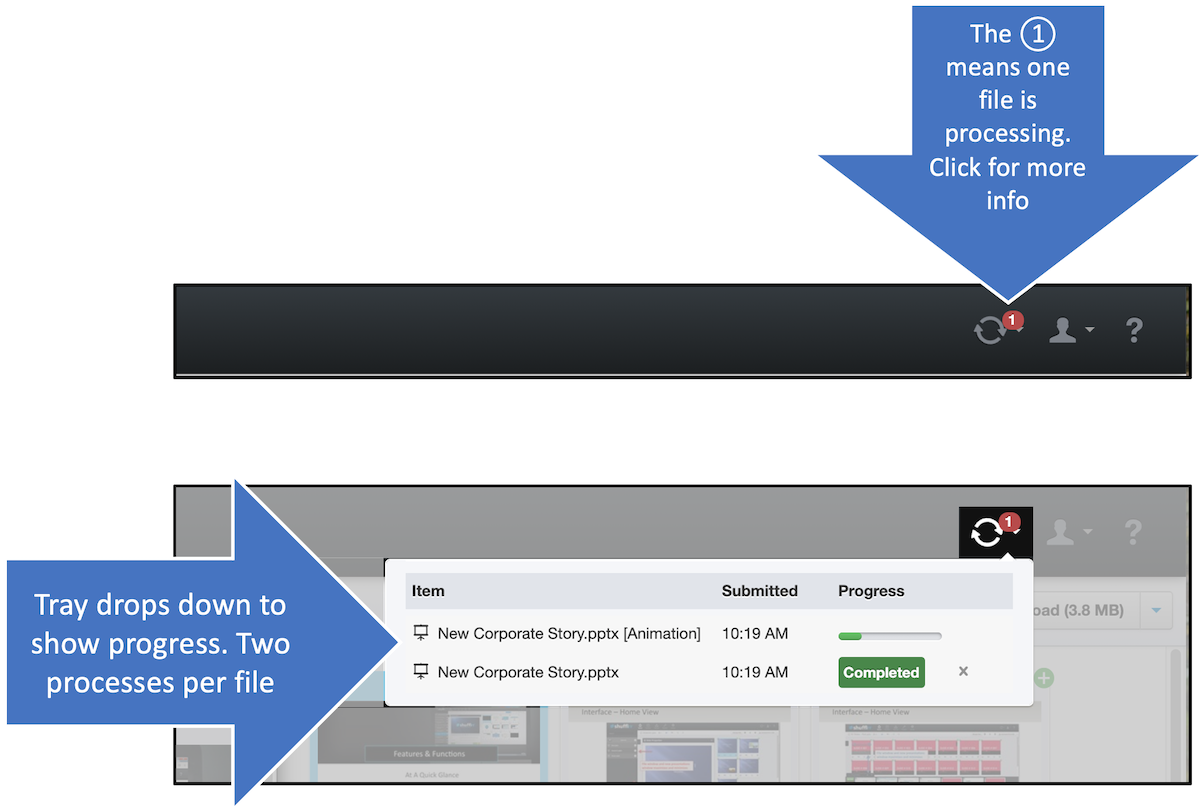 The ①
means one
file is
processing.
Click for more
info
1
?
1
?
Tray drops down to
show progress. Two
processes per file
Item Submitted Progress
New Corporate Story.pptx [Animation] 10:19 AM
New Corporate Story.pptx 10:19 AM Completed x
oad (3.8 MB)
Interface – Home View
Interface – Home View
Features & Functions
At A Quick Glance